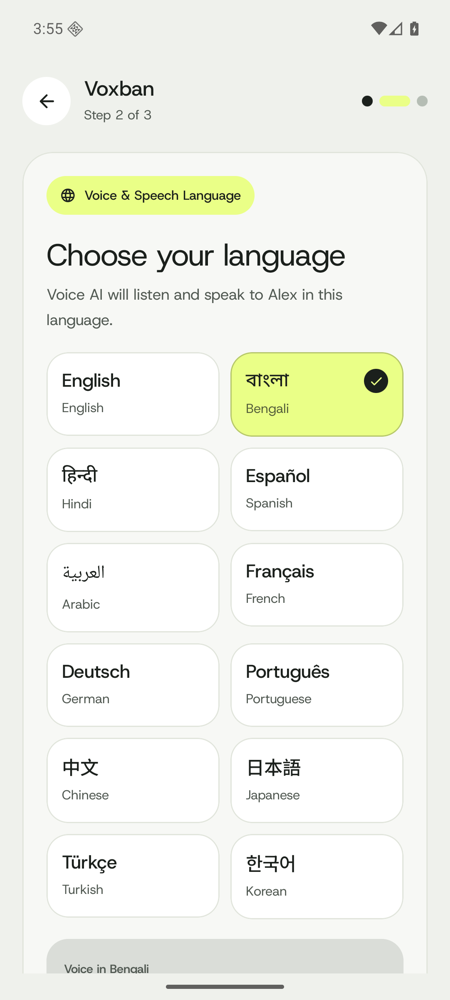 3:55
Voxban
Step 2 of 3
Voice & Speech Language
Choose your language
Voice AI will listen and speak to Alex in this
language.
English
English
বাংলা
Bengali
हिन्दी
Hindi
Español
Spanish
العربية
Arabic
Français
French
Deutsch
German
Português
Portuguese
中文
Chinese
日本語
Japanese
Türkçe
Turkish
한국어
Korean
Voice in Bengali